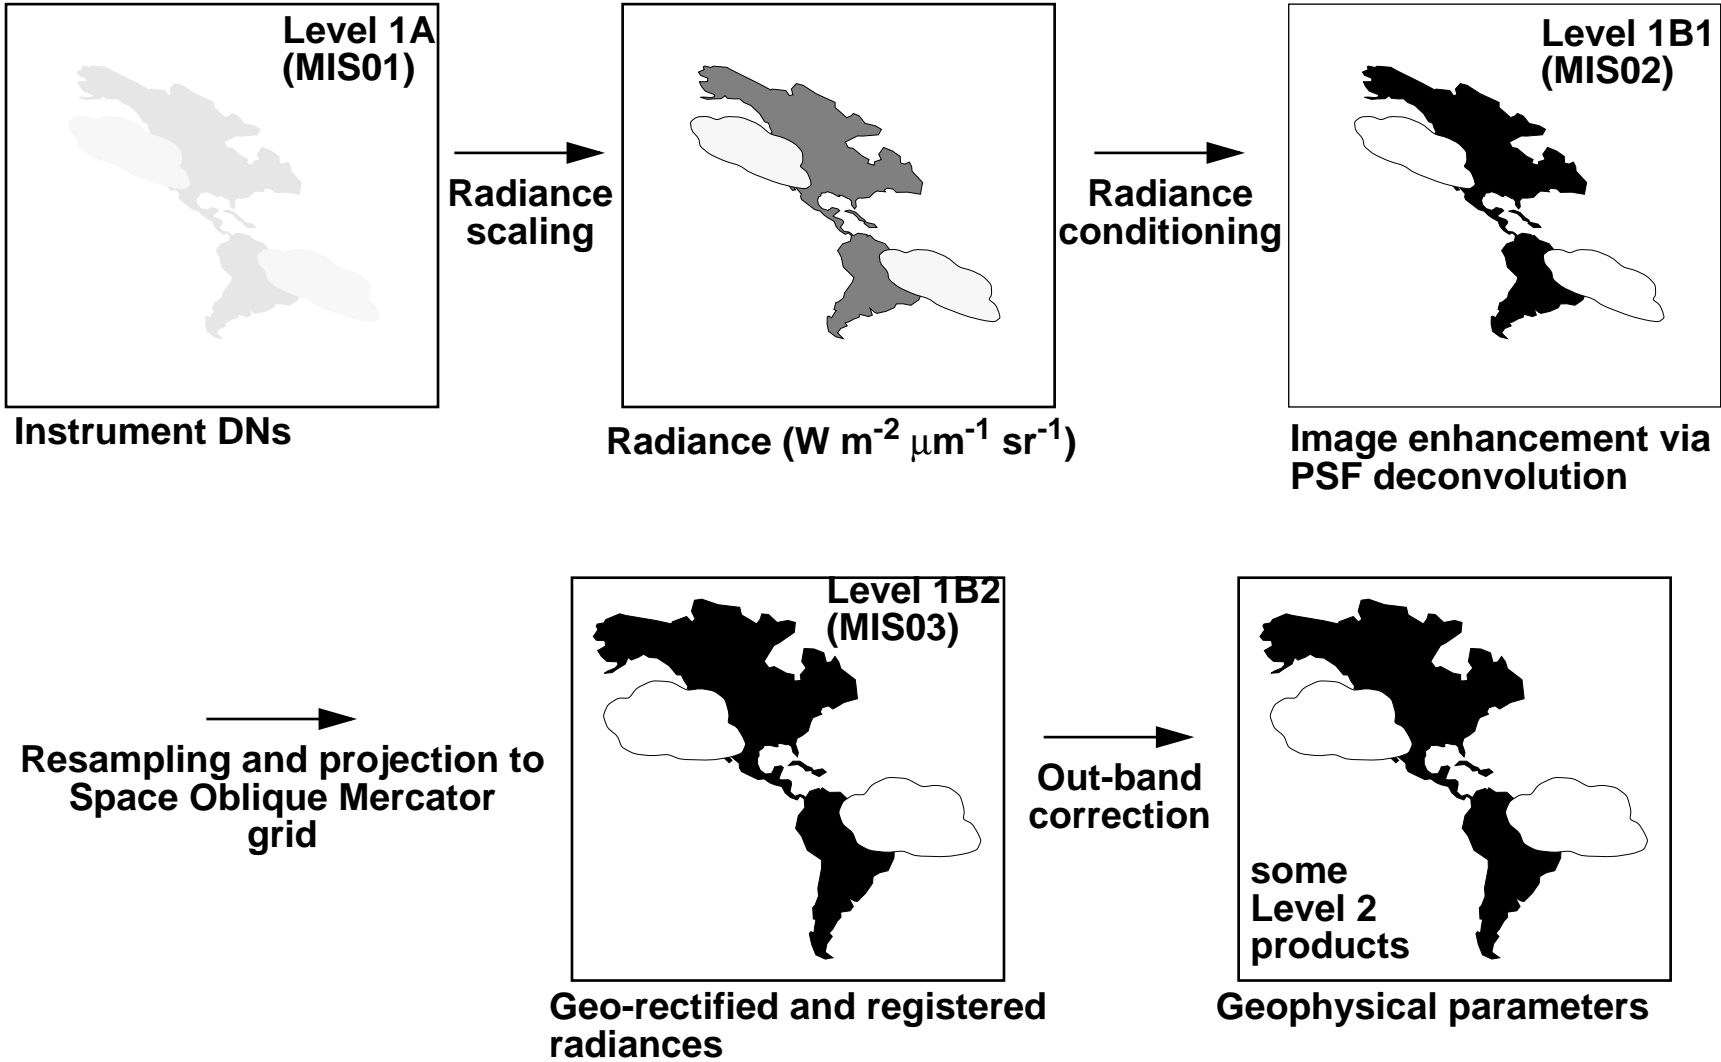 Level 1A
(MIS01)
Instrument DNs
Radiance
scaling
Radiance (W m-2 μm-1 sr-1)
Radiance
conditioning
Level 1B1
(MIS02)
Image enhancement via
PSF deconvolution
Resampling and projection to
Space Oblique Mercator
grid
Level 1B2
(MIS03)
Geo-rectified and registered
radiances
Out-band
correction
some
Level 2
products
Geophysical parameters